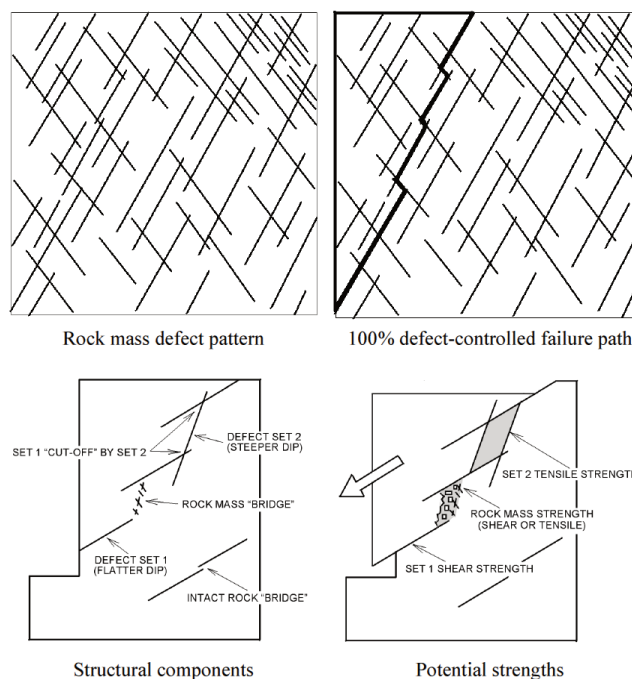 Rock mass defect pattern
100% defect-controlled failure path
SET 1 "CUT-OFF" BY SET 2
DEFECT SET 2
(STEEPER DIP)
ROCK MASS "BRIDGE"
DEFECT SET 1
(FLATTER DIP)
INTACT ROCK "BRIDGE"
SET 2 TENSILE STRENGTH
ROCK MASS STRENGTH
(SHEAR OR TENSILE)
SET 1 SHEAR STRENGTH
Structural components
Potential strengths